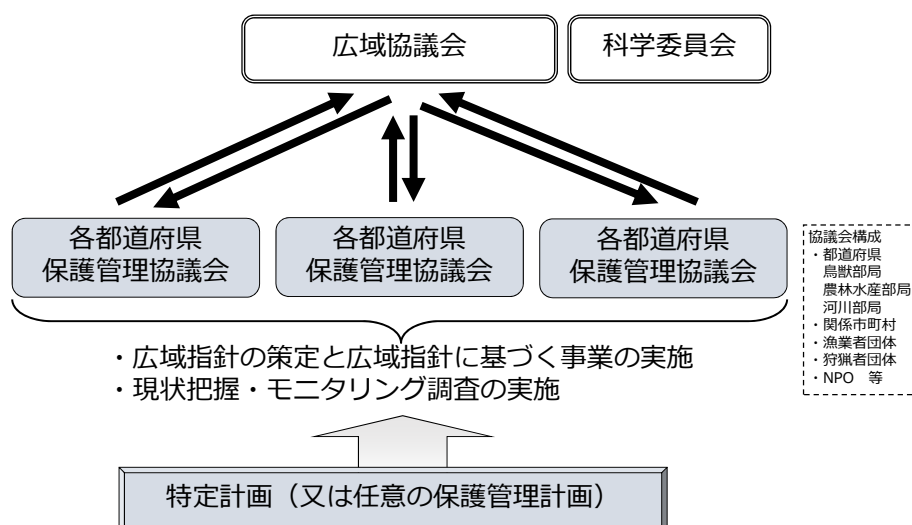 広域協議会
科学委員会
各都道府県
保護管理協議会
各都道府県
保護管理協議会
各都道府県
保護管理協議会
協議会構成
・都道府県
鳥獣部局
農林水産部局
河川部局
・関係市町村
・漁業者団体
・狩猟者団体
・NPO　等
・広域指針の策定と広域指針に基づく事業の実施
・現状把握・モニタリング調査の実施
特定計画（又は任意の保護管理計画）